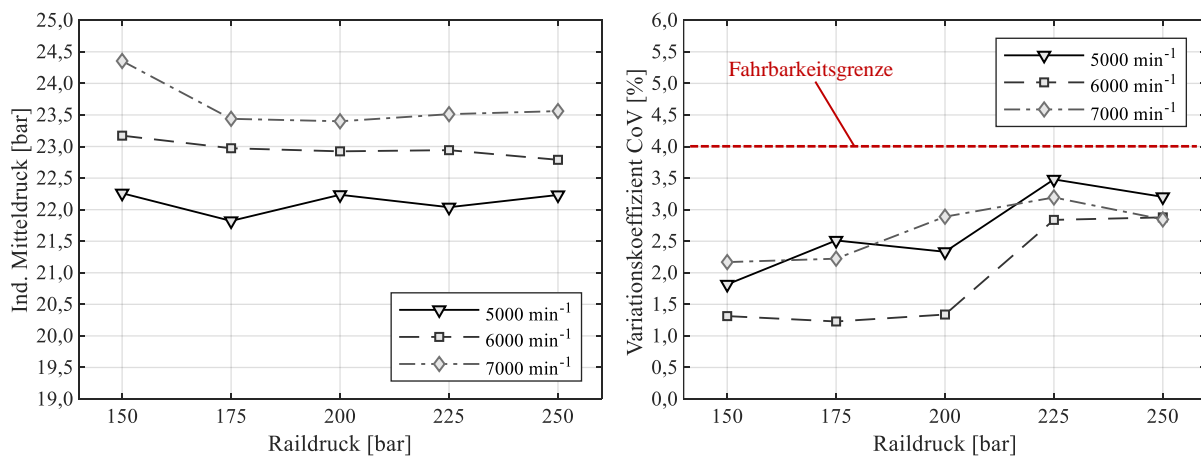 25,0
24,5
24,0
23,5
23,0
22,5
22,0
21,5
21,0
20,5
20,0
19,5
19,0
Ind. Mitteldruck [bar]
150 175 200 225 250
Raildruck [bar]
5000 min⁻¹
6000 min⁻¹
7000 min⁻¹
6,0
5,5
5,0
4,5
4,0
3,5
3,0
2,5
2,0
1,5
1,0
0,5
0,0
Variationskoeffizient CoV [%]
Fahrbarkeitsgrenze
5000 min⁻¹
6000 min⁻¹
7000 min⁻¹
150 175 200 225 250
Raildruck [bar]